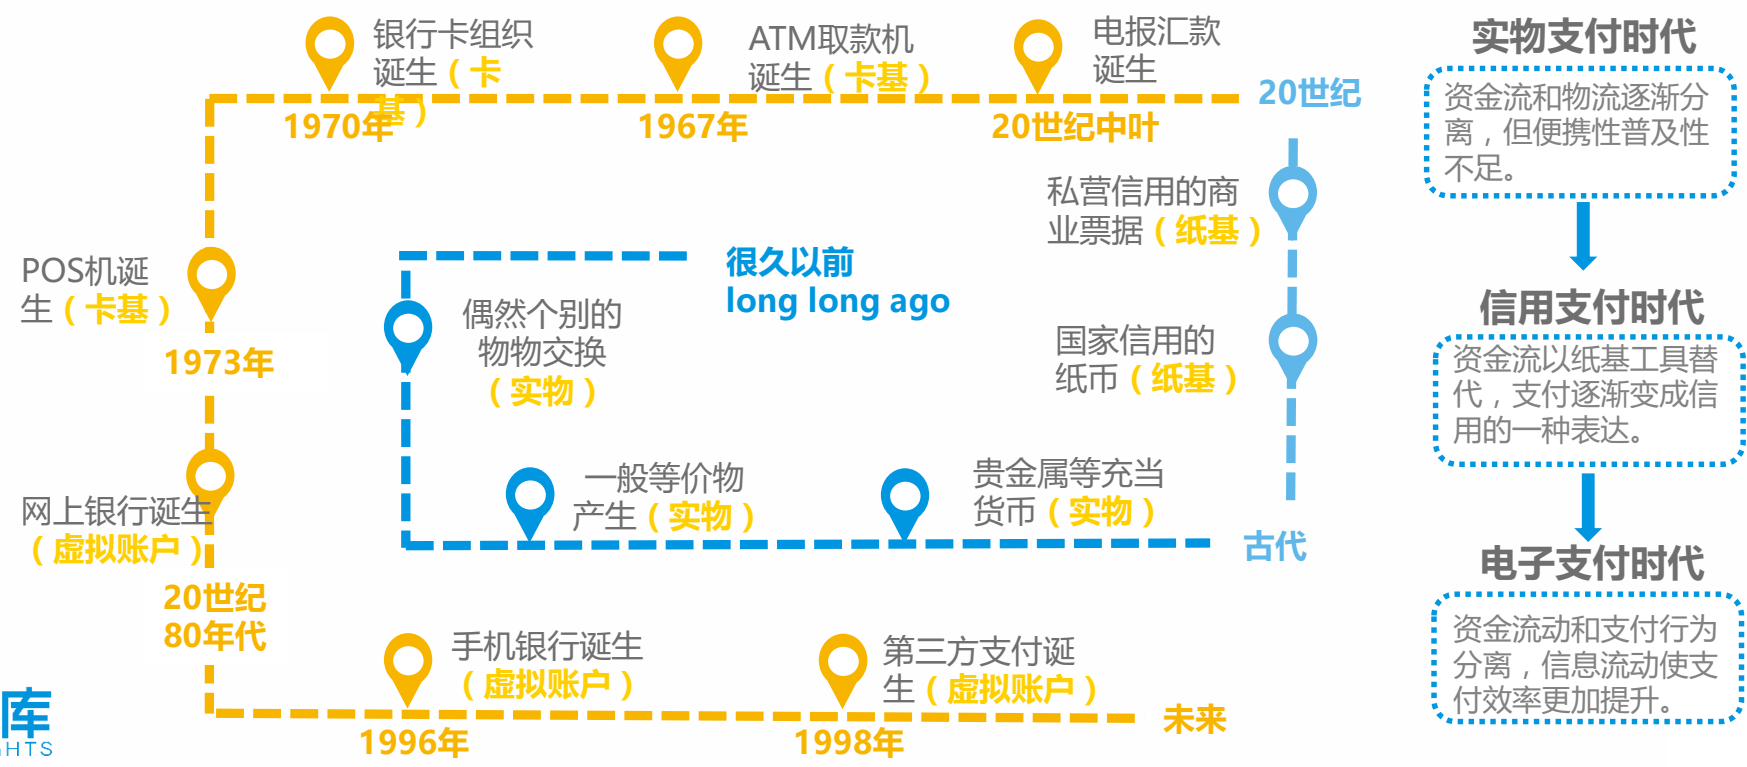 银行卡组织
诞生（卡
基）
1970年
ATM取款机
诞生（卡基）
1967年
电报汇款
诞生
20世纪中叶
20世纪
私营信用的商
业票据（纸基）
国家信用的
纸币（纸基）
POS机诞
生（卡基）
1973年
很久以前
long long ago
偶然个别的
物物交换
（实物）
一般等价物
产生（实物）
贵金属等充当
货币（实物）
古代
网上银行诞生
（虚拟账户）
20世纪
80年代
手机银行诞生
（虚拟账户）
1996年
第三方支付诞
生（虚拟账户）
1998年
未来
实物支付时代
资金流和物流逐渐分
离，但便携性普及性
不足。
信用支付时代
资金流以纸基工具替
代，支付逐渐变成信
用的一种表达。
电子支付时代
资金流动和支付行为
分离，信息流动使支
付效率更加提升。
库
GHTS